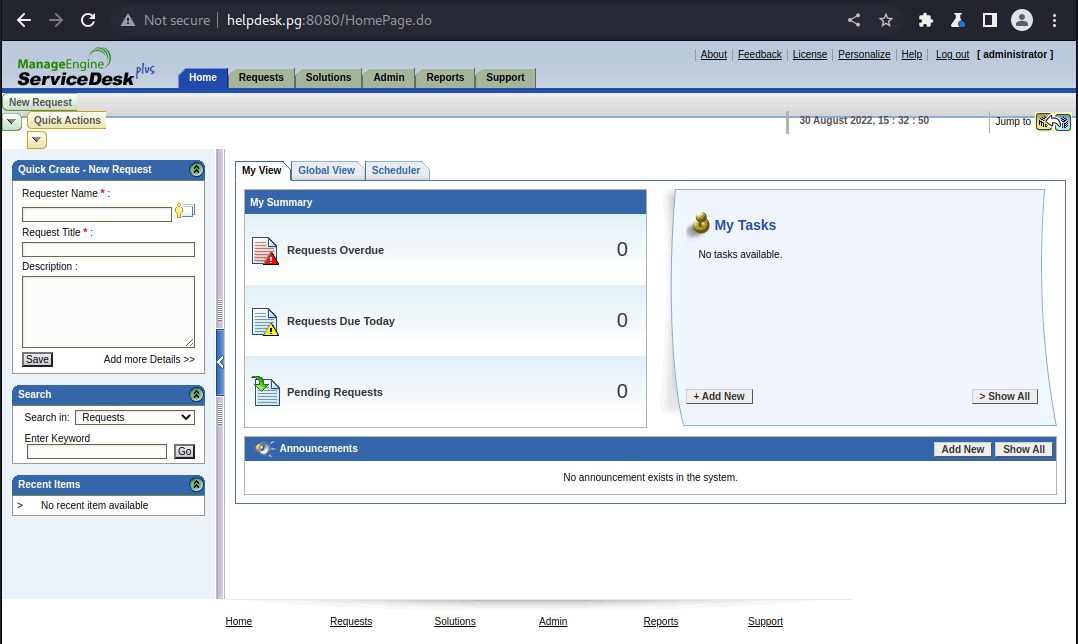 Not secure helpdesk.pg:8080/HomePage.do
About Feedback License Personalize Help Log out [ administrator ]
ManageEngine
ServiceDesk plus
Home Requests Solutions Admin Reports Support
New Request
Quick Actions
30 August 2022, 15 : 32 : 50 Jump to
Quick Create - New Request
Requester Name * :
Request Title * :
Description :
Save Add more Details >>
Search
Search in: Requests
Enter Keyword
Go
Recent Items
> No recent item available
My View Global View Scheduler
My Summary
Requests Overdue 0
Requests Due Today 0
Pending Requests 0
My Tasks
No tasks available.
+ Add New > Show All
Announcements Add New Show All
No announcement exists in the system.
Home Requests Solutions Admin Reports Support